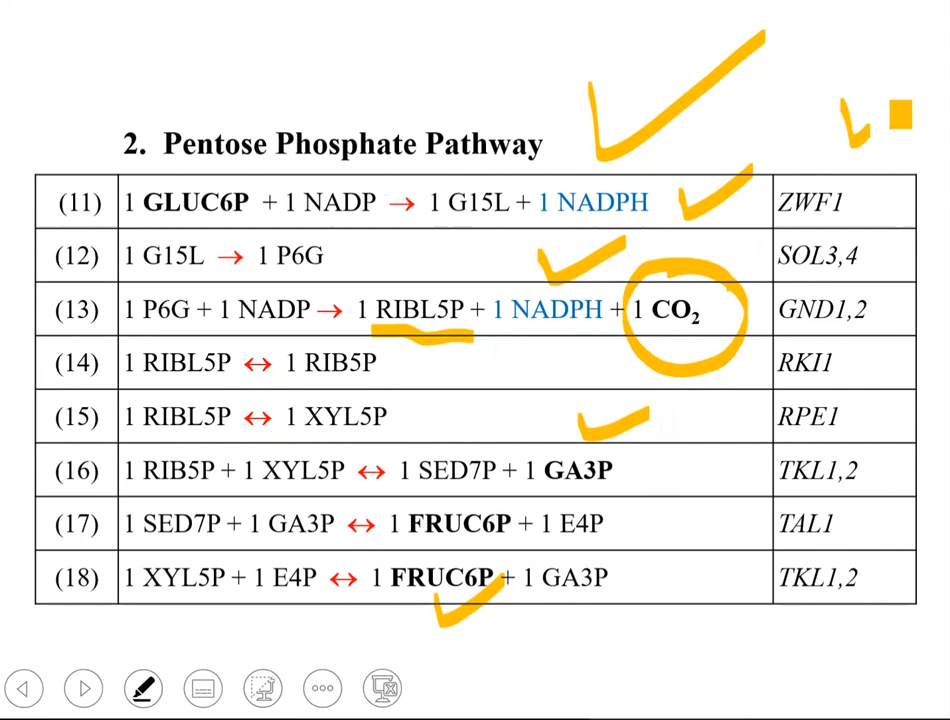 2. Pentose Phosphate Pathway
(11) 1 GLUC6P + 1 NADP → 1 G15L + 1 NADPH ZWF1
(12) 1 G15L → 1 P6G SOL3,4
(13) 1 P6G + 1 NADP → 1 RIBL5P + 1 NADPH + 1 CO₂ GND1,2
(14) 1 RIBL5P ↔ 1 RIB5P RKI1
(15) 1 RIBL5P ↔ 1 XYL5P RPE1
(16) 1 RIB5P + 1 XYL5P ↔ 1 SED7P + 1 GA3P TKL1,2
(17) 1 SED7P + 1 GA3P ↔ 1 FRUC6P + 1 E4P TAL1
(18) 1 XYL5P + 1 E4P ↔ 1 FRUC6P + 1 GA3P TKL1,2